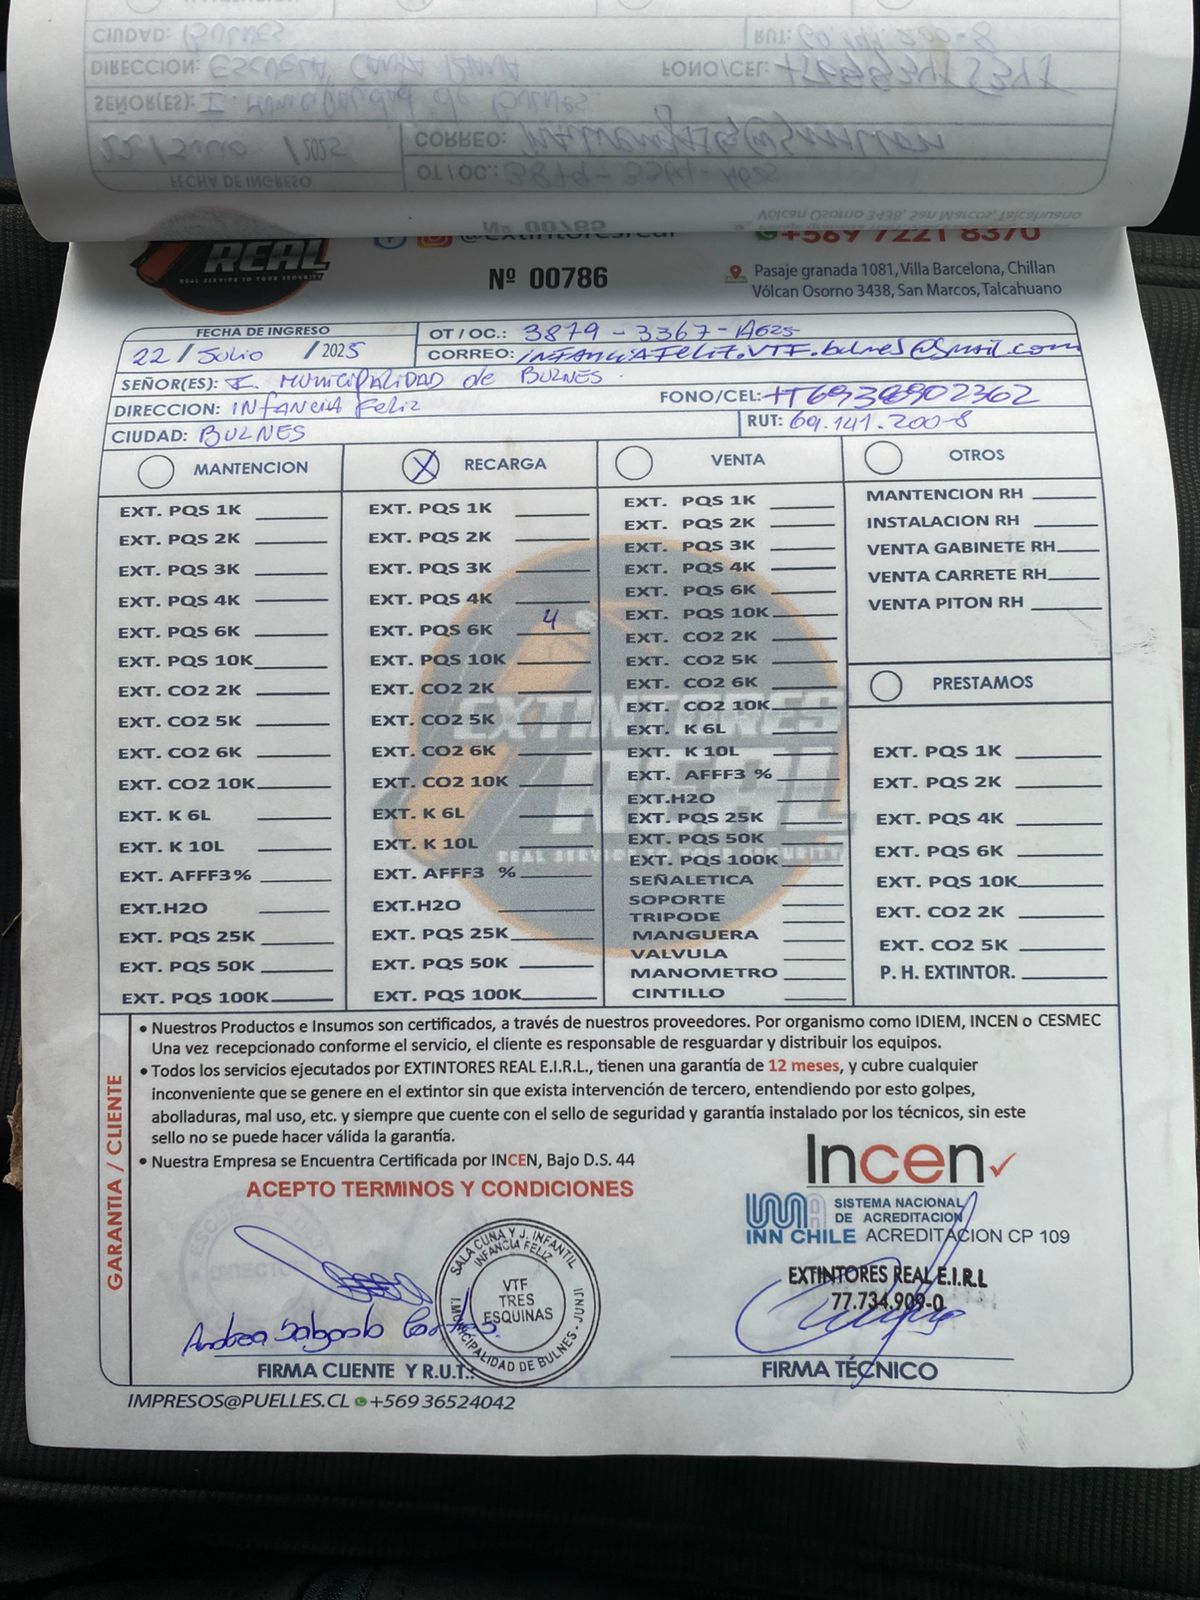 CIUDAD: BULNES RUT: 69.141.200-8
DIRECCION: ESCUELA FONO/CEL:
SEÑOR(ES): I. Municipalidad de Bulnes
22 / Julio / 2025 CORREO:
FECHA DE INGRESO OT / OC.: 3879 - 3364 - AG25
Nº 00785 Volcan Osorno 3438, San Marcos, Talcahuano
REAL @extintoresreal +569 7221 8370
REAL SERVICE TO YOUR SECURITY
Nº 00786
Pasaje granada 1081, Villa Barcelona, Chillan
Vólcan Osorno 3438, San Marcos, Talcahuano
FECHA DE INGRESO OT / OC.: 3879 - 3367 - AG25
22 / Julio / 2025 CORREO: INFANCIAFELIZ.VTF.bulnes@gmail.com
SEÑOR(ES): I. MUNICIPALIDAD de BULNES.
DIRECCION: INFANCIA Feliz FONO/CEL:
CIUDAD: BULNES RUT: 69.141.200-8
MANTENCION
EXT. PQS 1K
EXT. PQS 2K
EXT. PQS 3K
EXT. PQS 4K
EXT. PQS 6K
EXT. PQS 10K
EXT. CO2 2K
EXT. CO2 5K
EXT. CO2 6K
EXT. CO2 10K
EXT. K 6L
EXT. K 10L
EXT. AFFF3%
EXT.H2O
EXT. PQS 25K
EXT. PQS 50K
EXT. PQS 100K
X RECARGA
EXT. PQS 1K
EXT. PQS 2K
EXT. PQS 3K
EXT. PQS 4K
EXT. PQS 6K 4
EXT. PQS 10K
EXT. CO2 2K
EXT. CO2 5K
EXT. CO2 6K
EXT. CO2 10K
EXT. K 6L
EXT. K 10L
EXT. AFFF3 %
EXT.H2O
EXT. PQS 25K
EXT. PQS 50K
EXT. PQS 100K
VENTA
EXT. PQS 1K
EXT. PQS 2K
EXT. PQS 3K
EXT. PQS 4K
EXT. PQS 6K
EXT. PQS 10K
EXT. CO2 2K
EXT. CO2 5K
EXT. CO2 6K
EXT. CO2 10K
EXT. K 6L
EXT. K 10L
EXT. AFFF3 %
EXT.H2O
EXT. PQS 25K
EXT. PQS 50K
EXT. PQS 100K
SEÑALETICA
SOPORTE
TRIPODE
MANGUERA
VALVULA
MANOMETRO
CINTILLO
OTROS
MANTENCION RH
INSTALACION RH
VENTA GABINETE RH
VENTA CARRETE RH
VENTA PITON RH
PRESTAMOS
EXT. PQS 1K
EXT. PQS 2K
EXT. PQS 4K
EXT. PQS 6K
EXT. PQS 10K
EXT. CO2 2K
EXT. CO2 5K
P. H. EXTINTOR.
EXTINTORES
REAL
REAL SERVICE TO YOUR SECURITY
GARANTIA / CLIENTE
• Nuestros Productos e Insumos son certificados, a través de nuestros proveedores. Por organismo como IDIEM, INCEN o CESMEC
Una vez recepcionado conforme el servicio, el cliente es responsable de resguardar y distribuir los equipos.
• Todos los servicios ejecutados por EXTINTORES REAL E.I.R.L., tienen una garantía de 12 meses, y cubre cualquier
inconveniente que se genere en el extintor sin que exista intervención de tercero, entendiendo por esto golpes,
abolladuras, mal uso, etc. y siempre que cuente con el sello de seguridad y garantía instalado por los técnicos, sin este
sello no se puede hacer válida la garantía.
• Nuestra Empresa se Encuentra Certificada por INCEN, Bajo D.S. 44
ACEPTO TERMINOS Y CONDICIONES
Incen
INN CHILE
SISTEMA NACIONAL
DE ACREDITACIÓN
ACREDITACION CP 109
SALA CUNA Y J. INFANTIL
INFANCIA FELIZ
VTF
TRES
ESQUINAS
I. MUNICIPALIDAD DE BULNES - JUNJI
EXTINTORES REAL E.I.R.L
77.734.909-0
Andrea Salgado
FIRMA CLIENTE Y R.U.T.: FIRMA TÉCNICO
IMPRESOS@PUELLES.CL +569 36524042